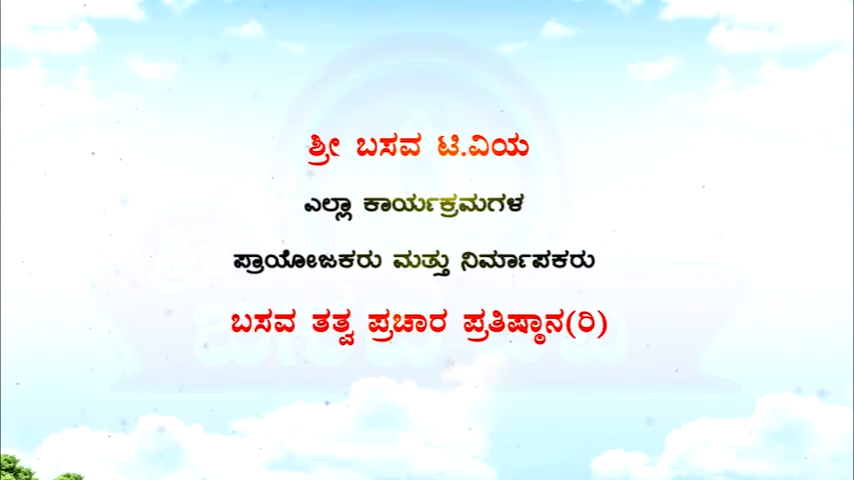 ಶ್ರೀ ಬಸವ ಟಿ.ವಿಯ
ಎಲ್ಲಾ ಕಾರ್ಯಕ್ರಮಗಳ
ಪ್ರಾಯೋಜಕರು ಮತ್ತು ನಿರ್ಮಾಪಕರು
ಬಸವ ತತ್ವ ಪ್ರಚಾರ ಪ್ರತಿಷ್ಠಾನ(ರಿ)